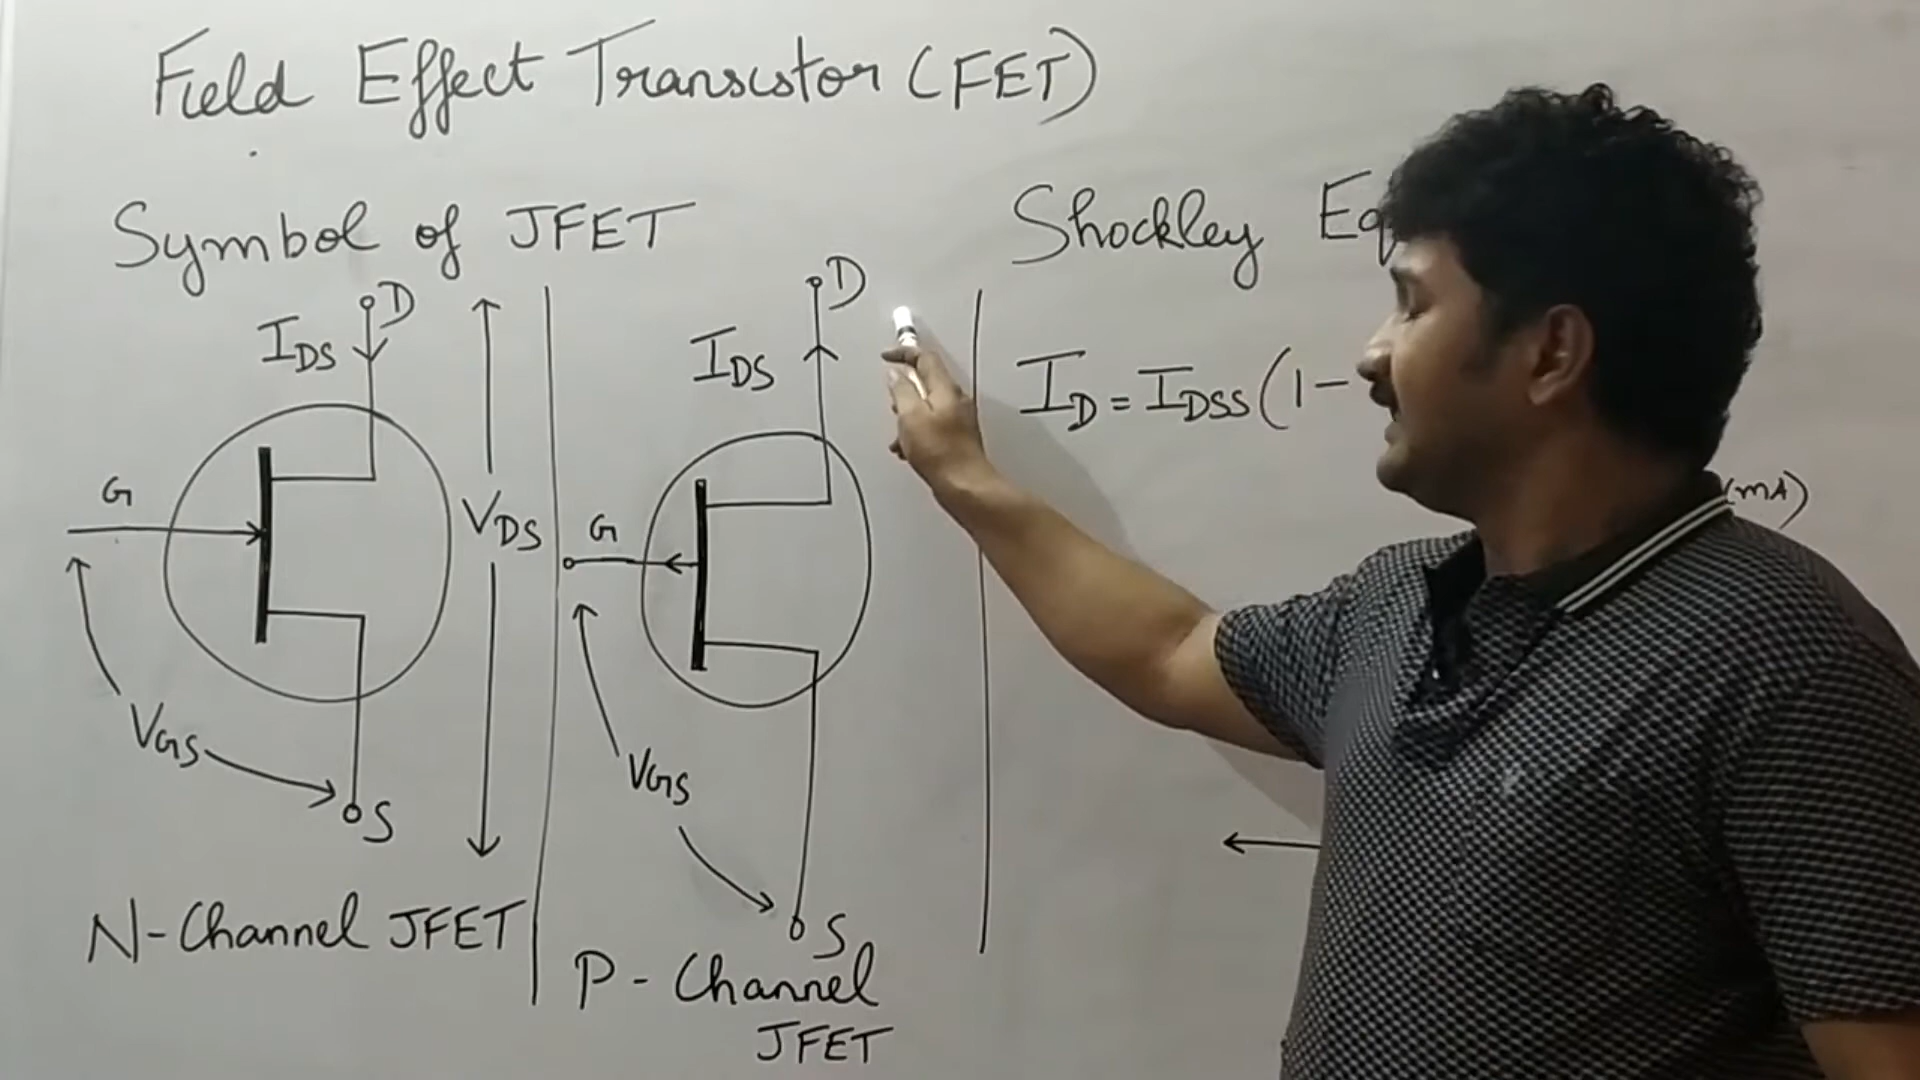 Field Effect Transistor (FET)
Symbol of JFET
D
IDS
G
VDS
VGS
S
N-Channel JFET
D
IDS
G
VGS
S
P-Channel
JFET
Shockley
ID = IDSS (1-
(mA)